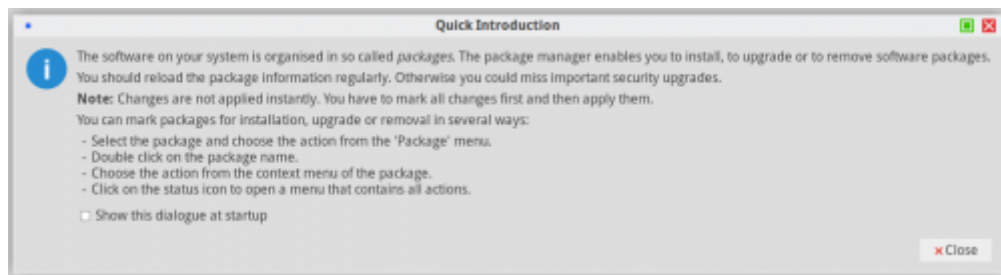 Quick Introduction
The software on your system is organised in so called packages. The package manager enables you to install, to upgrade or to remove software packages.
You should reload the package information regularly. Otherwise you could miss important security upgrades.
Note: Changes are not applied instantly. You have to mark all changes first and then apply them.
You can mark packages for installation, upgrade or removal in several ways:
- Select the package and choose the action from the 'Package' menu.
- Double click on the package name.
- Choose the action from the context menu of the package.
- Click on the status icon to open a menu that contains all actions.
Show this dialogue at startup
Close